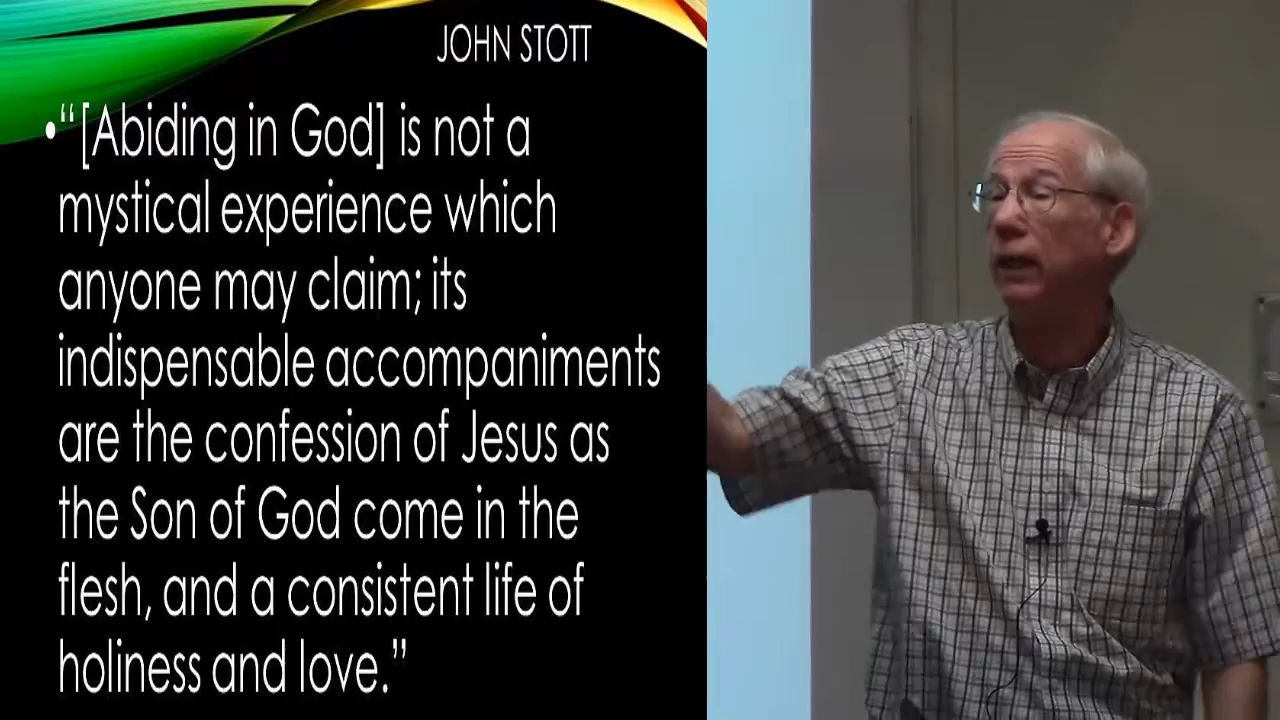 JOHN STOTT
•“[Abiding in God] is not a
mystical experience which
anyone may claim; its
indispensable accompaniments
are the confession of Jesus as
the Son of God come in the
flesh, and a consistent life of
holiness and love.”